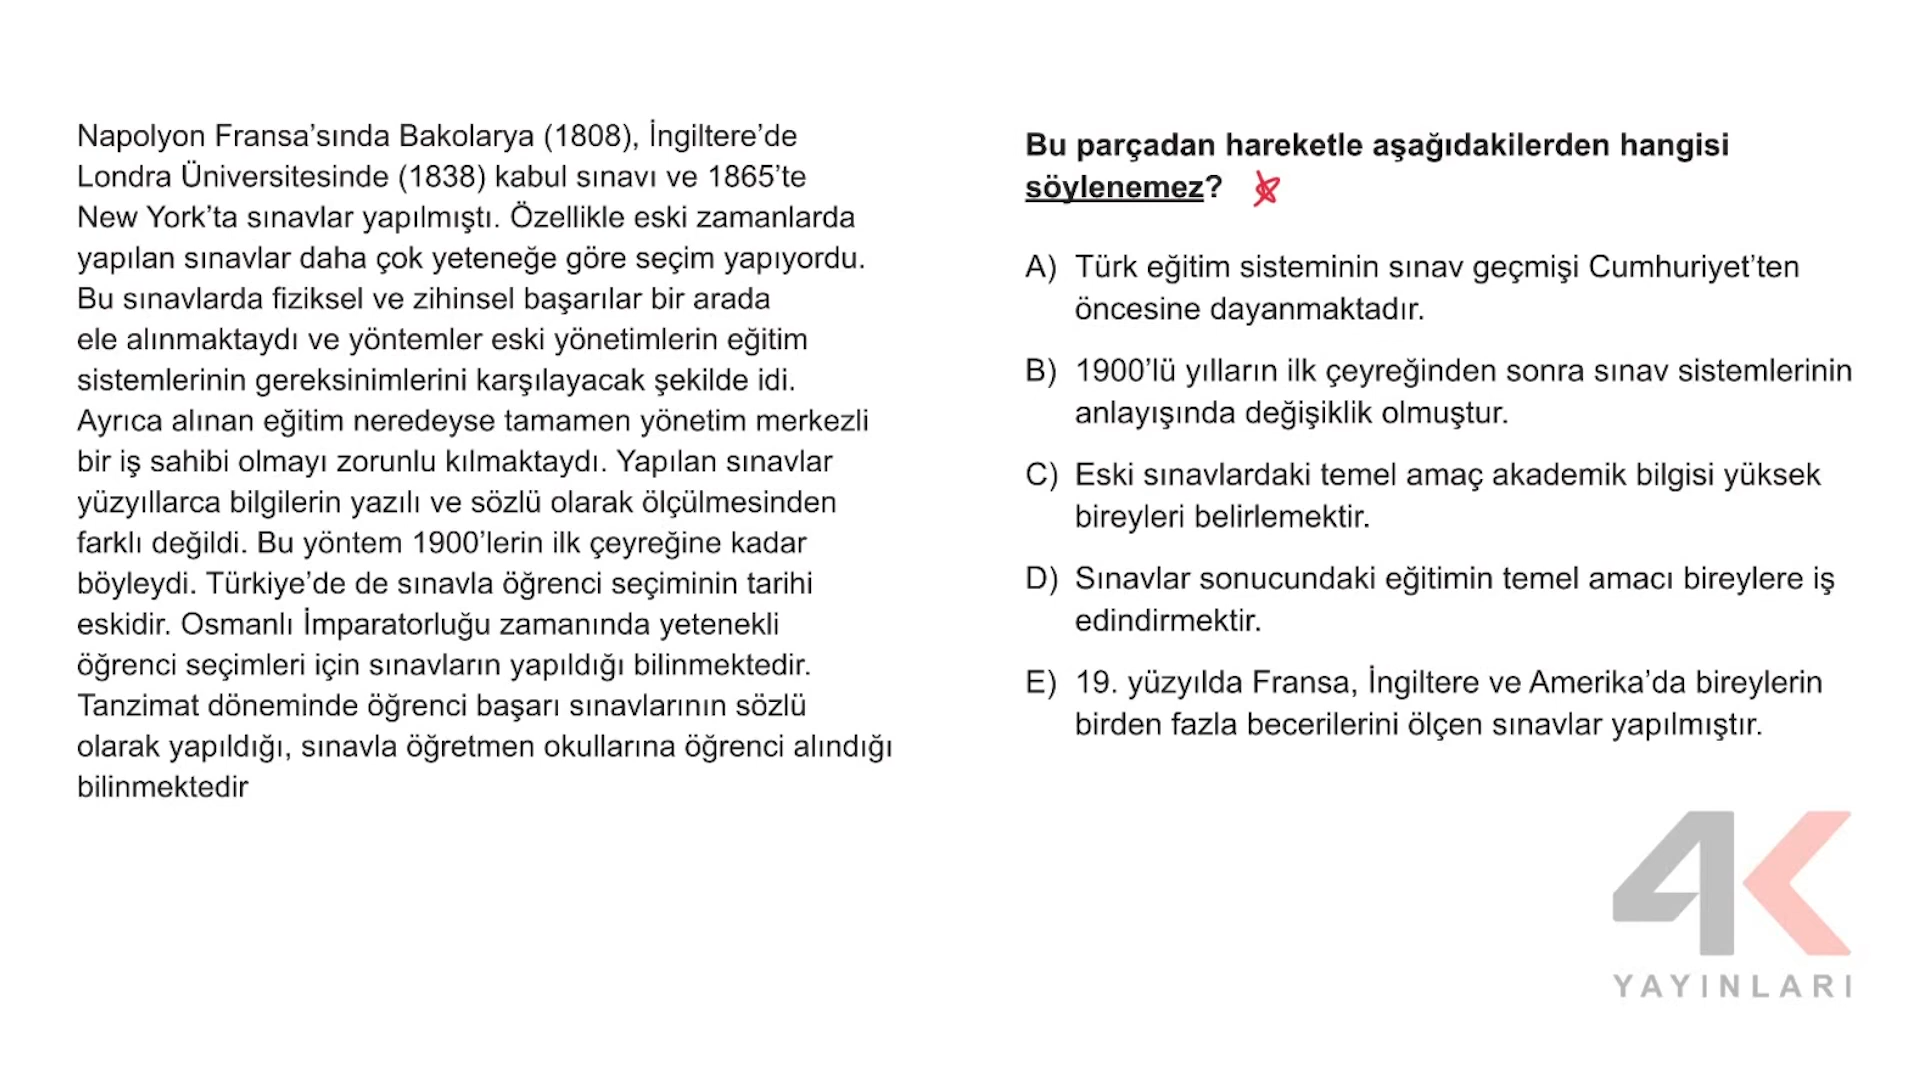 Napolyon Fransa’sında Bakolarya (1808), İngiltere’de
Londra Üniversitesinde (1838) kabul sınavı ve 1865’te
New York’ta sınavlar yapılmıştı. Özellikle eski zamanlarda
yapılan sınavlar daha çok yeteneğe göre seçim yapıyordu.
Bu sınavlarda fiziksel ve zihinsel başarılar bir arada
ele alınmaktaydı ve yöntemler eski yönetimlerin eğitim
sistemlerinin gereksinimlerini karşılayacak şekilde idi.
Ayrıca alınan eğitim neredeyse tamamen yönetim merkezli
bir iş sahibi olmayı zorunlu kılmaktaydı. Yapılan sınavlar
yüzyıllarca bilgilerin yazılı ve sözlü olarak ölçülmesinden
farklı değildi. Bu yöntem 1900’lerin ilk çeyreğine kadar
böyleydi. Türkiye’de de sınavla öğrenci seçiminin tarihi
eskidir. Osmanlı İmparatorluğu zamanında yetenekli
öğrenci seçimleri için sınavların yapıldığı bilinmektedir.
Tanzimat döneminde öğrenci başarı sınavlarının sözlü
olarak yapıldığı, sınavla öğretmen okullarına öğrenci alındığı
bilinmektedir
Bu parçadan hareketle aşağıdakilerden hangisi
söylenemez?
A) Türk eğitim sisteminin sınav geçmişi Cumhuriyet’ten
öncesine dayanmaktadır.
B) 1900’lü yılların ilk çeyreğinden sonra sınav sistemlerinin
anlayışında değişiklik olmuştur.
C) Eski sınavlardaki temel amaç akademik bilgisi yüksek
bireyleri belirlemektir.
D) Sınavlar sonucundaki eğitimin temel amacı bireylere iş
edindirmektir.
E) 19. yüzyılda Fransa, İngiltere ve Amerika’da bireylerin
birden fazla becerilerini ölçen sınavlar yapılmıştır.
4K
YAYINLARI